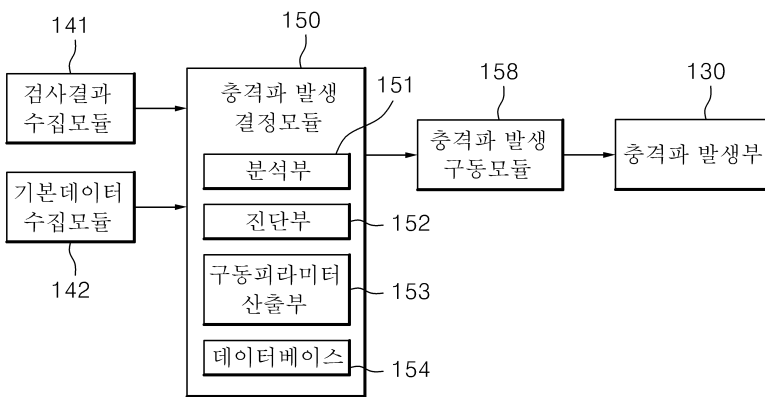 141
검사결과
수집모듈
기본데이터
수집모듈
142
150
충격파 발생
결정모듈
151
분석부
진단부
152
구동피라미터
산출부
153
데이터베이스
154
158
충격파 발생
구동모듈
130
충격파 발생부